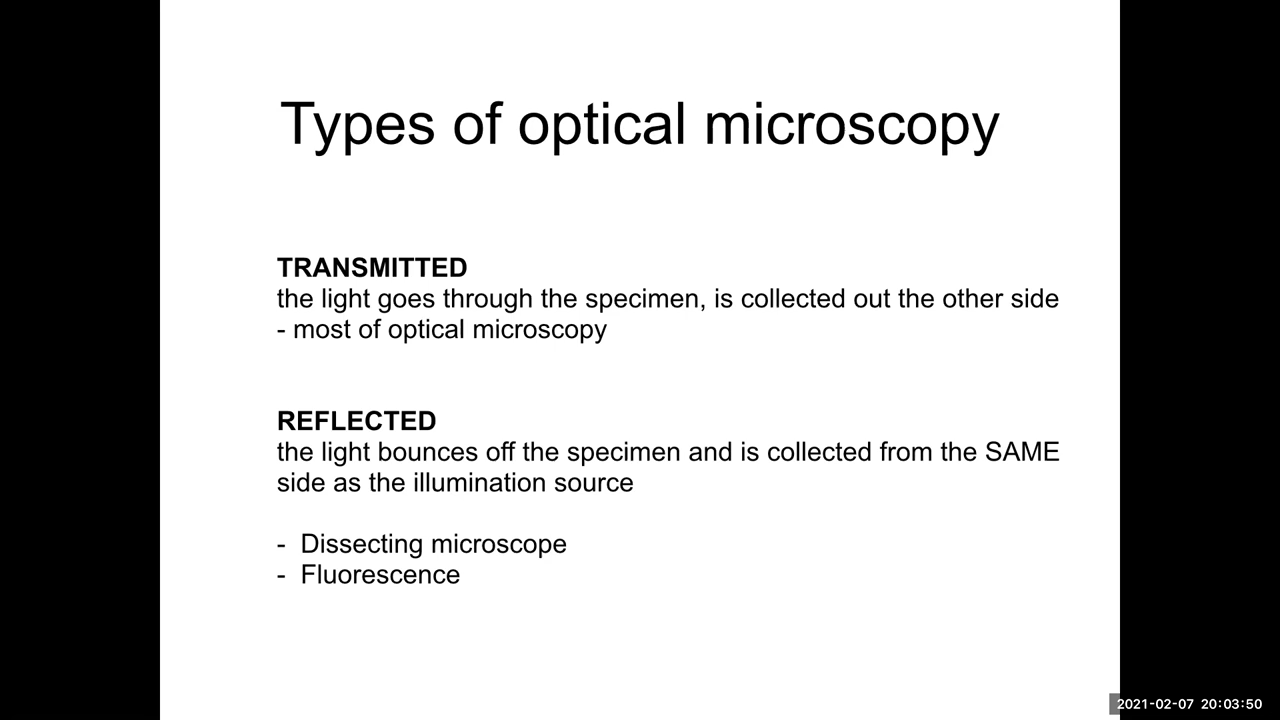 Types of optical microscopy
TRANSMITTED
the light goes through the specimen, is collected out the other side
- most of optical microscopy
REFLECTED
the light bounces off the specimen and is collected from the SAME
side as the illumination source
- Dissecting microscope
- Fluorescence
2021-02-07 20:03:50